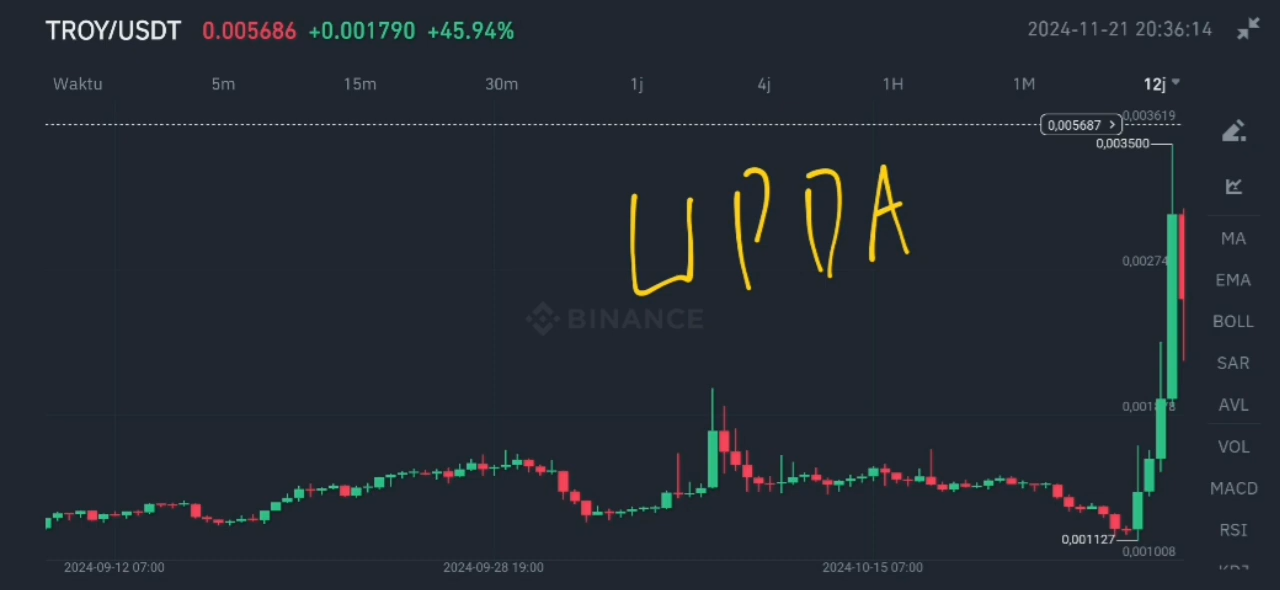 TROY/USDT 0.005686 +0.001790 +45.94% 2024-11-21 20:36:14
Waktu 5m 15m 30m 1j 4j 1H 1M 12j
0,005687 0,003619
0,003500
UPDA
MA
0,00274
EMA
BINANCE
BOLL
SAR
0,001878
AVL
VOL
MACD
RSI
0,001127
0,001008
2024-09-12 07:00 2024-09-28 19:00 2024-10-15 07:00